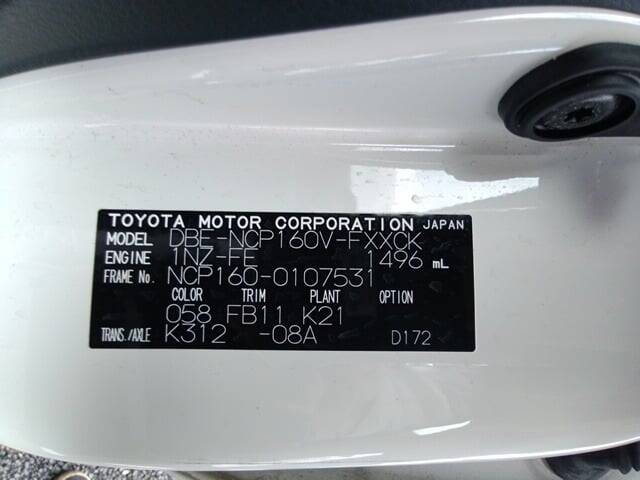 TOYOTA MOTOR CORPORATION JAPAN
MODEL DBE-NCP160V-FXXCK
ENGINE 1NZ-FE 1496 mL
FRAME No. NCP160-0107531
COLOR TRIM PLANT OPTION
058 FB11 K21
TRANS./AXLE K312 -08A D172